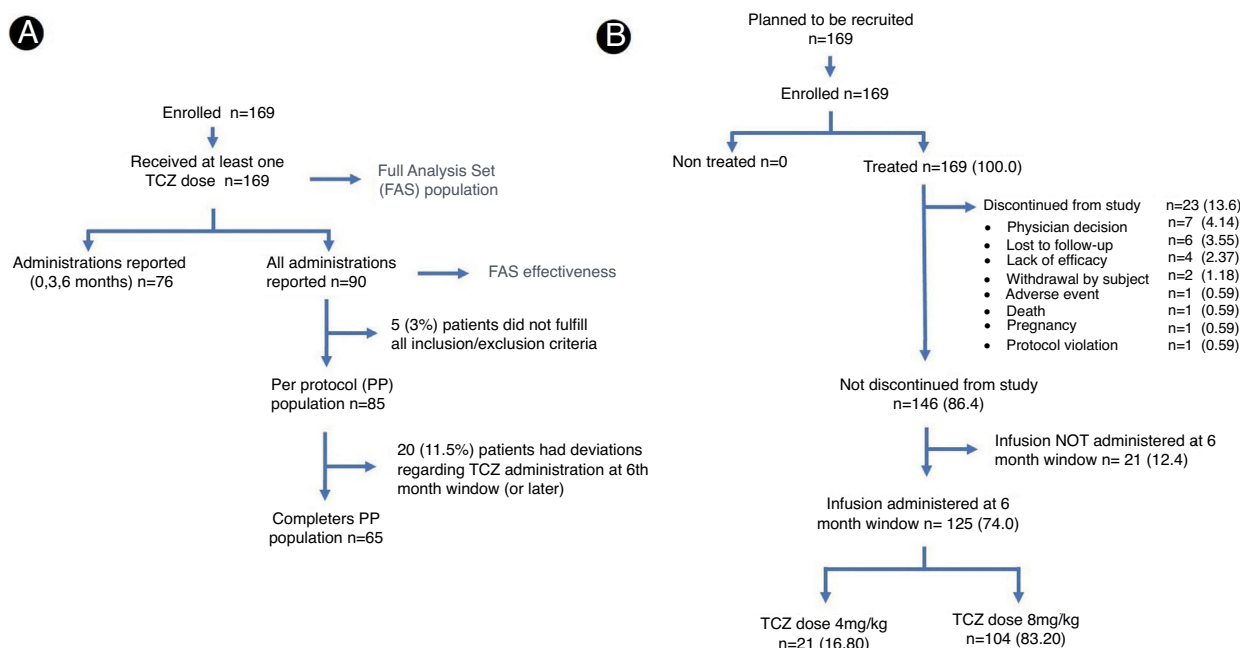 A
Enrolled n=169
Received at least one
TCZ dose n=169
Full Analysis Set
(FAS) population
Administrations reported
(0,3,6 months) n=76
All administrations
reported n=90
FAS effectiveness
5 (3%) patients did not fulfill
all inclusion/exclusion criteria
Per protocol (PP)
population n=85
20 (11.5%) patients had deviations
regarding TCZ administration at 6th
month window (or later)
Completers PP
population n=65
B
Planned to be recruited
n=169
Enrolled n=169
Non treated n=0
Treated n=169 (100.0)
Discontinued from study n=23 (13.6)
• Physician decision n=7 (4.14)
• Lost to follow-up n=6 (3.55)
• Lack of efficacy n=4 (2.37)
• Withdrawal by subject n=2 (1.18)
• Adverse event n=1 (0.59)
• Death n=1 (0.59)
• Pregnancy n=1 (0.59)
• Protocol violation n=1 (0.59)
Not discontinued from study
n=146 (86.4)
Infusion NOT administered at 6
month window n= 21 (12.4)
Infusion administered at 6
month window n= 125 (74.0)
TCZ dose 4mg/kg
n=21 (16.80)
TCZ dose 8mg/kg
n=104 (83.20)